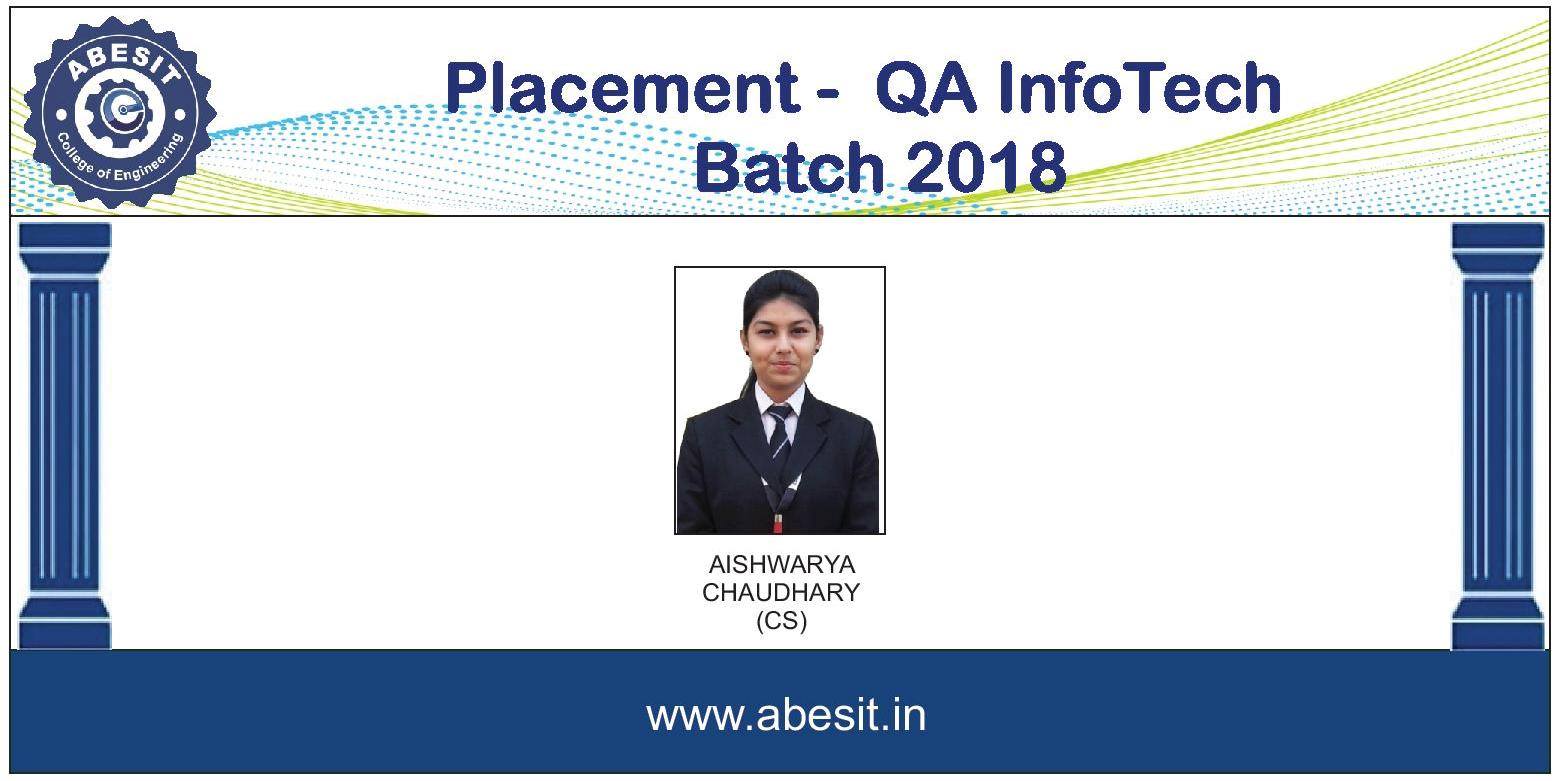 ABESIT
College of Engineering
Placement - QA InfoTech
Batch 2018
AISHWARYA
CHAUDHARY
(CS)
www.abesit.in